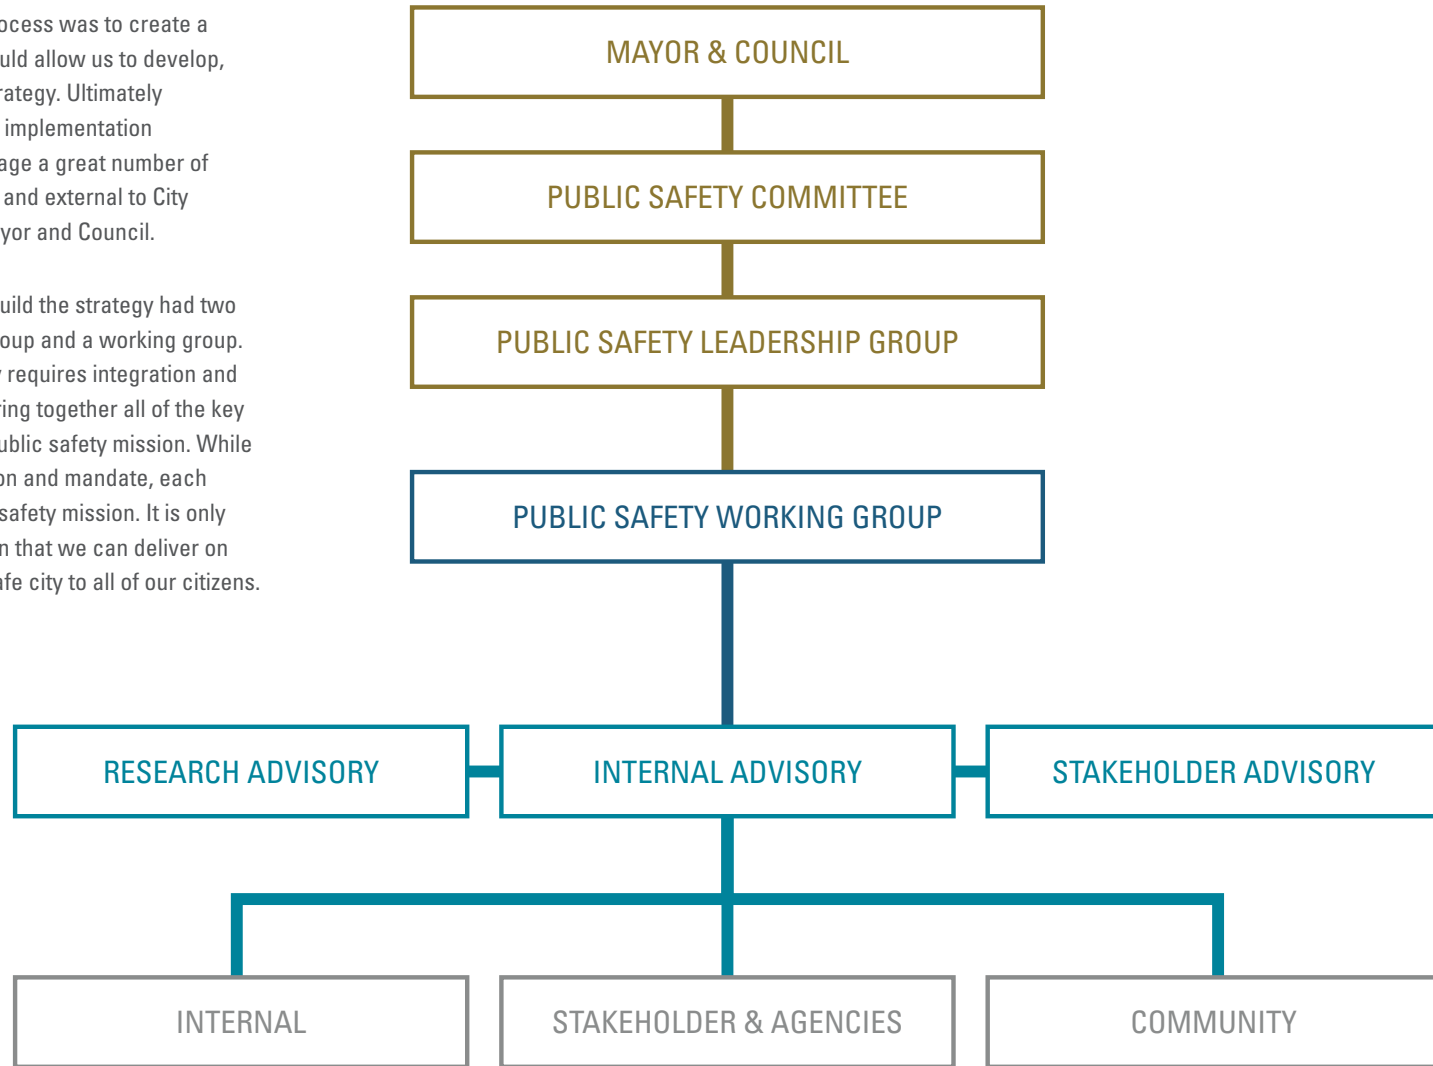 ocess was to create a
uld allow us to develop,
rategy. Ultimately
implementation
age a great number of
and external to City
yor and Council.
uild the strategy had two
oup and a working group.
y requires integration and
ring together all of the key
ublic safety mission. While
on and mandate, each
safety mission. It is only
n that we can deliver on
afe city to all of our citizens.
MAYOR & COUNCIL
PUBLIC SAFETY COMMITTEE
PUBLIC SAFETY LEADERSHIP GROUP
PUBLIC SAFETY WORKING GROUP
RESEARCH ADVISORY
INTERNAL ADVISORY
STAKEHOLDER ADVISORY
INTERNAL
STAKEHOLDER & AGENCIES
COMMUNITY